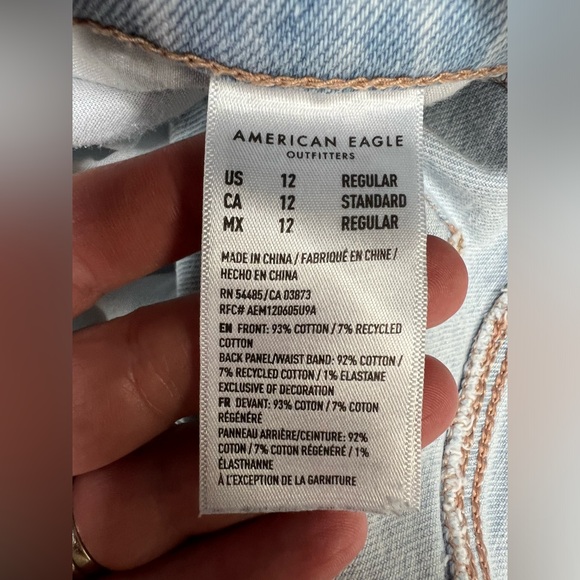 AMERICAN EAGLE
OUTFITTERS
US 12 REGULAR
CA 12 STANDARD
MX 12 REGULAR
MADE IN CHINA / FABRIQUÉ EN CHINE /
HECHO EN CHINA
RN 54485/CA 03873
RFC# AEM120605U9A
EN FRONT: 93% COTTON / 7% RECYCLED
COTTON
BACK PANEL/WAIST BAND: 92% COTTON /
7% RECYCLED COTTON / 1% ELASTANE
EXCLUSIVE OF DECORATION
FR DEVANT: 93% COTON / 7% COTON
RÉGÉNÉRÉ
PANNEAU ARRIÈRE/CEINTURE: 92%
COTON / 7% COTON RÉGÉNÉRÉ / 1%
ÉLASTHANNE
À L'EXCEPTION DE LA GARNITURE